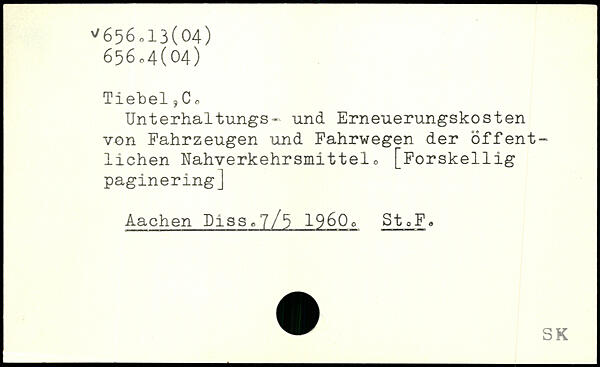 v656.13(04)
656.4(04)
Tiebel,C.
Unterhaltungs- und Erneuerungskosten
von Fahrzeugen und Fahrwegen der öffent-
lichen Nahverkehrsmittel. [Forskellig
paginering]
Aachen Diss.7/5 1960. St.F.
SK